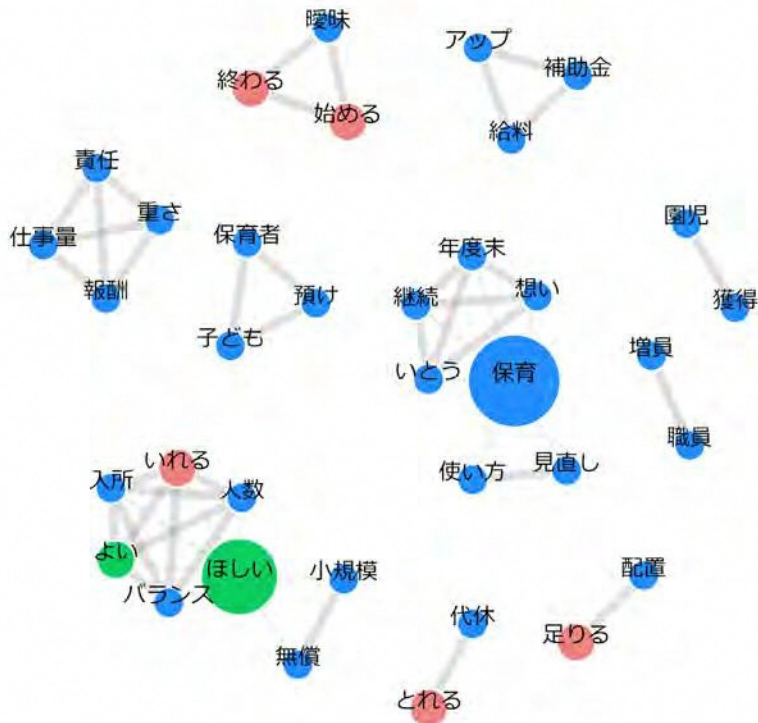 曖昧
終わる
始める
アップ
補助金
給料
責任
重さ
仕事量
報酬
保育者
預け
子ども
年度末
継続
想い
いとう
保育
園児
獲得
増員
職員
使い方
見直し
いれる
入所
人数
よい
ほしい
バランス
小規模
無償
代休
とれる
配置
足りる